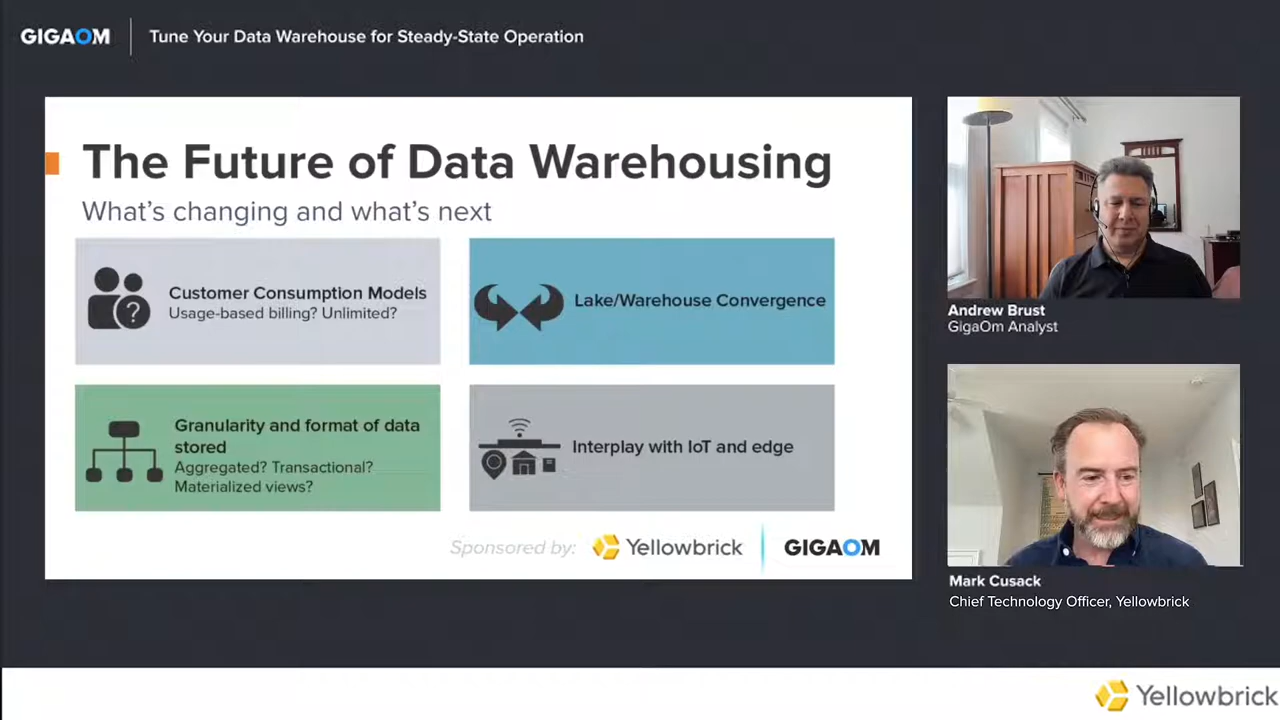 GIGAOM
Tune Your Data Warehouse for Steady-State Operation
The Future of Data Warehousing
What's changing and what's next
Customer Consumption Models
Usage-based billing? Unlimited?
Lake/Warehouse Convergence
Granularity and format of data
stored
Aggregated? Transactional?
Materialized views?
Interplay with IoT and edge
Sponsored by:
Yellowbrick
GIGAOM
Andrew Brust
GigaOm Analyst
Mark Cusack
Chief Technology Officer, Yellowbrick
Yellowbrick